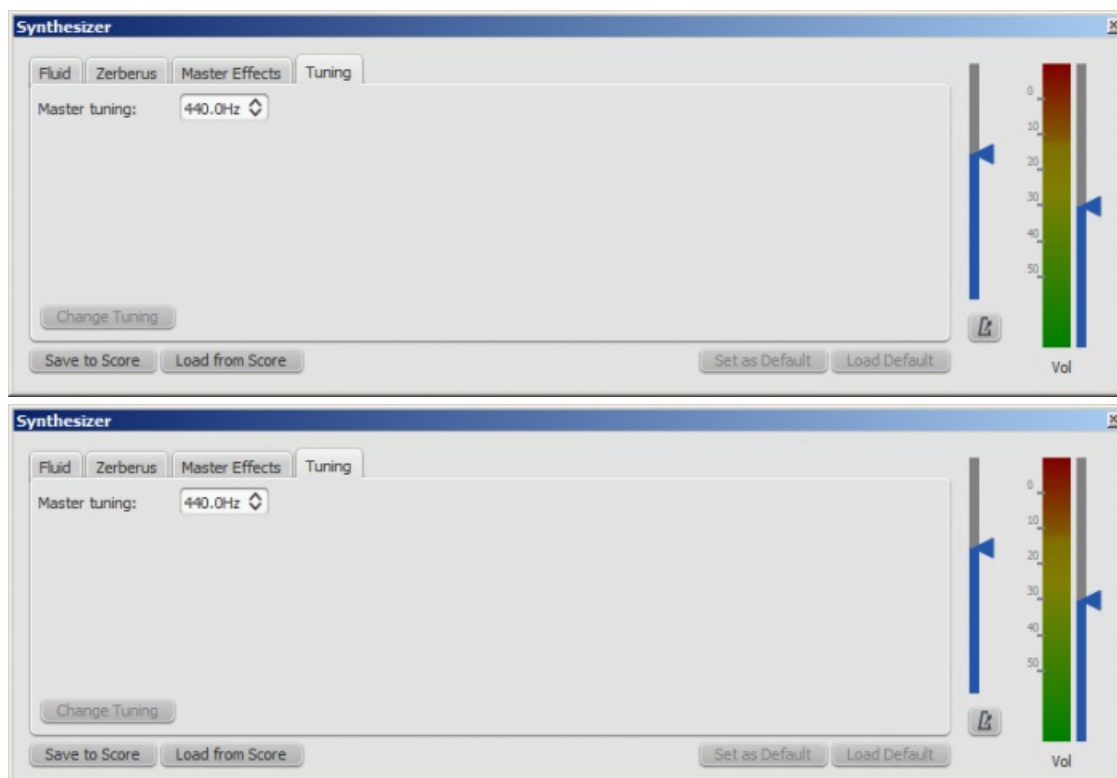 Synthesizer
Fluid Zerberus Master Effects Tuning
Master tuning: 440.0Hz
0
10
20
30
40
50
Change Tuning
Save to Score Load from Score Set as Default Load Default
Vol
Synthesizer
Fluid Zerberus Master Effects Tuning
Master tuning: 440.0Hz
0
10
20
30
40
50
Change Tuning
Save to Score Load from Score Set as Default Load Default
Vol